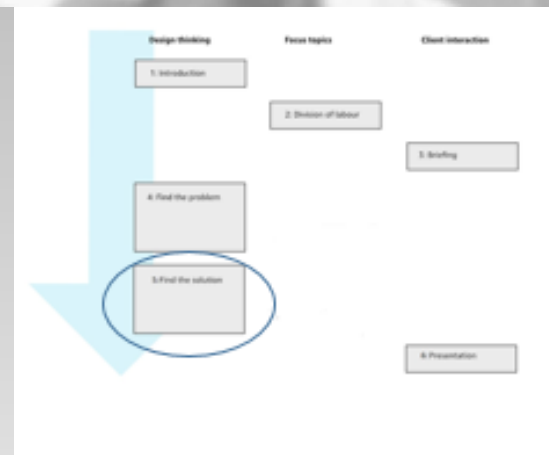 Design thinking
Focus topics
Client interaction
1: Introduction
2: Division of labour
3: Briefing
4: Find the problem
5:Find the solution
6: Presentation